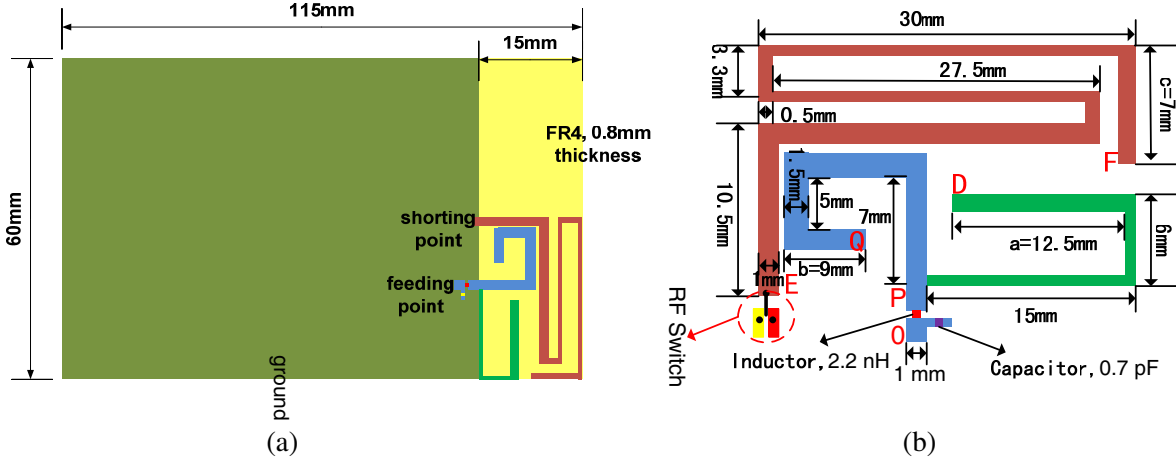 115mm
15mm
FR4, 0.8mm
thickness
60mm
shorting
point
feeding
point
ground
(a)
30mm
3.3mm
27.5mm
c=7mm
0.5mm
F
10.5mm
1.5mm
5mm
7mm
D
Q
a=12.5mm
6mm
b=9mm
1mm
E
P
15mm
RF Switch
O
Inductor, 2.2 nH
1 mm
Capacitor, 0.7 pF
(b)